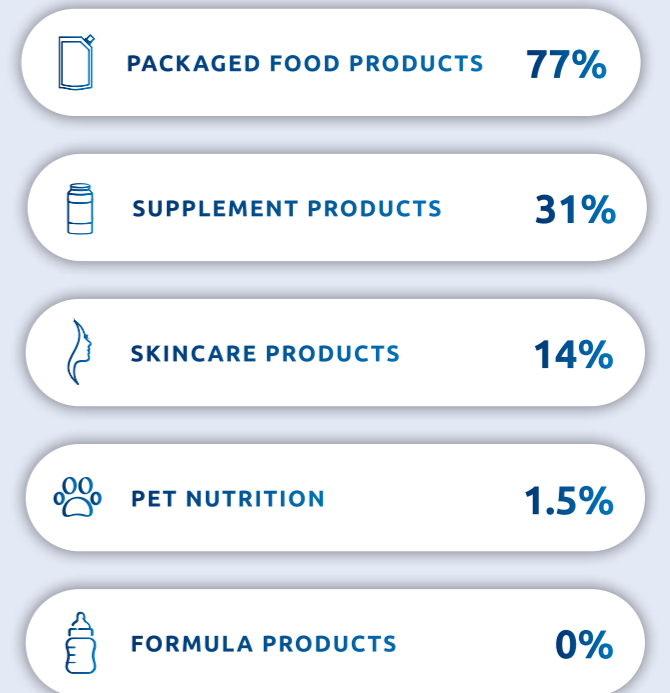 PACKAGED FOOD PRODUCTS 77%
SUPPLEMENT PRODUCTS 31%
SKINCARE PRODUCTS 14%
PET NUTRITION 1.5%
FORMULA PRODUCTS 0%